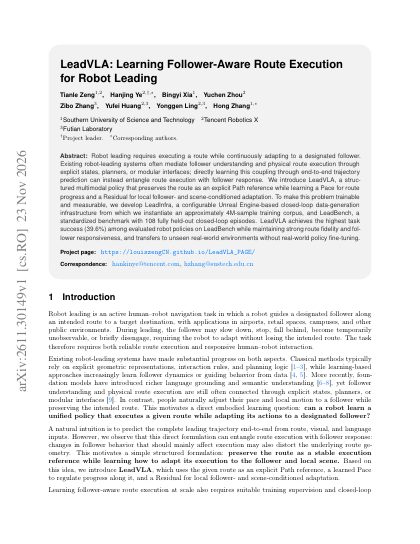 LeadVLA: Learning Follower-Aware Route Execution
for Robot Leading
Tianle Zeng1,2, Hanjing Ye2,†,*, Bingyi Xia1, Yuchen Zhou2
Zibo Zhang3, Yufei Huang2,3, Yonggen Ling2,3, Hong Zhang1,*
1Southern University of Science and Technology 2Tencent Robotics X
3Futian Laboratory
†Project leader. *Corresponding authors.
Abstract: Robot leading requires executing a route while continuously adapting to a designated follower.
Existing robot-leading systems often mediate follower understanding and physical route execution through
explicit states, planners, or modular interfaces; directly learning this coupling through end-to-end trajectory
prediction can instead entangle route execution with follower response. We introduce LeadVLA, a struc-
tured multimodal policy that preserves the route as an explicit Path reference while learning a Pace for route
progress and a Residual for local follower- and scene-conditioned adaptation. To make this problem trainable
and measurable, we develop LeadInfra, a configurable Unreal Engine-based closed-loop data-generation
infrastructure from which we instantiate an approximately 4M-sample training corpus, and LeadBench, a
standardized benchmark with 108 fully held-out closed-loop episodes. LeadVLA achieves the highest task
success (39.6%) among evaluated robot policies on LeadBench while maintaining strong route fidelity and fol-
lower responsiveness, and transfers to unseen real-world environments without real-world policy fine-tuning.
Project page: https://louiszengCN.github.io/LeadVLA_PAGE/
Correspondence: hankinye@tencent.com, hzhang@sustech.edu.cn
arXiv:2611.30149v1 [cs.RO] 23 Nov 2026
1 Introduction
Robot leading is an active human-robot navigation task in which a robot guides a designated follower along
an intended route to a target destination, with applications in airports, retail spaces, campuses, and other
public environments. During leading, the follower may slow down, stop, fall behind, become temporarily
unobservable, or briefly disengage, requiring the robot to adapt without losing the intended route. The task
therefore requires both reliable route execution and responsive human-robot interaction.
Existing robot-leading systems have made substantial progress on both aspects. Classical methods typically
rely on explicit geometric representations, interaction rules, and planning logic [1–3], while learning-based
approaches increasingly learn follower dynamics or guiding behavior from data [4, 5]. More recently, foun-
dation models have introduced richer language grounding and semantic understanding [6–8], yet follower
understanding and physical route execution are still often connected through explicit states, planners, or
modular interfaces [9]. In contrast, people naturally adjust their pace and local motion to a follower while
preserving the intended route. This motivates a direct embodied learning question: can a robot learn a
unified policy that executes a given route while adapting its actions to a designated follower?
A natural intuition is to predict the complete leading trajectory end-to-end from route, visual, and language
inputs. However, we observe that this direct formulation can entangle route execution with follower response:
changes in follower behavior that should mainly affect execution may also distort the underlying route ge-
ometry. This motivates a simple structured formulation: preserve the route as a stable execution
reference while learning how to adapt its execution to the follower and local scene. Based on
this idea, we introduce LeadVLA, which uses the given route as an explicit Path reference, a learned Pace
to regulate progress along it, and a Residual for local follower- and scene-conditioned adaptation.
Learning follower-aware route execution at scale also requires suitable training supervision and closed-loop